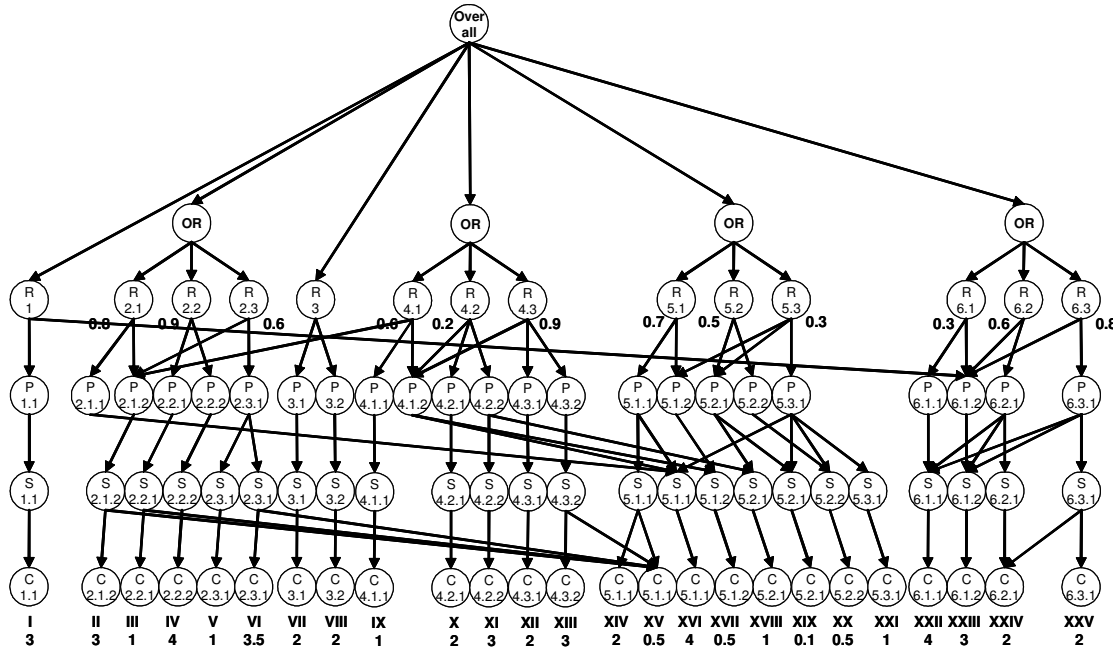 Over
all
OR OR OR OR
R R R R R R R R R R R R R R
1 2.1 2.2 2.3 3 4.1 4.2 4.3 5.1 5.2 5.3 6.1 6.2 6.3
0.9 0.6 0.2 0.9 0.7 0.5 0.3 0.3 0.6 0.8
P P P P P P P P P P P P P P P P P P P P P P P
1.1 2.1.1 2.1.2 2.2.1 2.2.2 2.3.1 3.1 3.2 4.1.1 4.1.2 4.2.1 4.2.2 4.3.1 4.3.2 5.1.1 5.1.2 5.2.1 5.2.2 5.3.1 6.1.1 6.1.2 6.2.1 6.3.1
S S S S S S S S S S S S S S S S S S S S S S S S
1.1 2.1.2 2.2.1 2.2.2 2.3.1 2.3.1 3.1 3.2 4.1.1 4.2.1 4.2.2 4.3.1 4.3.2 5.1.1 5.1.1 5.1.2 5.2.1 5.2.1 5.2.2 5.3.1 6.1.1 6.1.2 6.2.1 6.3.1
C C C C C C C C C C C C C C C C C C C C C C C C C
1.1 2.1.2 2.2.1 2.2.2 2.3.1 2.3.1 3.1 3.2 4.1.1 4.2.1 4.2.2 4.3.1 4.3.2 5.1.1 5.1.1 5.1.1 5.1.2 5.2.1 5.2.1 5.2.2 5.3.1 6.1.1 6.1.2 6.2.1 6.3.1
I II III IV V VI VII VIII IX X XI XII XIII XIV XV XVI XVII XVIII XIX XX XXI XXII XXIII XXIV XXV
3 3 1 4 1 3.5 2 2 1 2 3 2 3 2 0.5 4 0.5 1 0.1 0.5 1 4 3 2 2